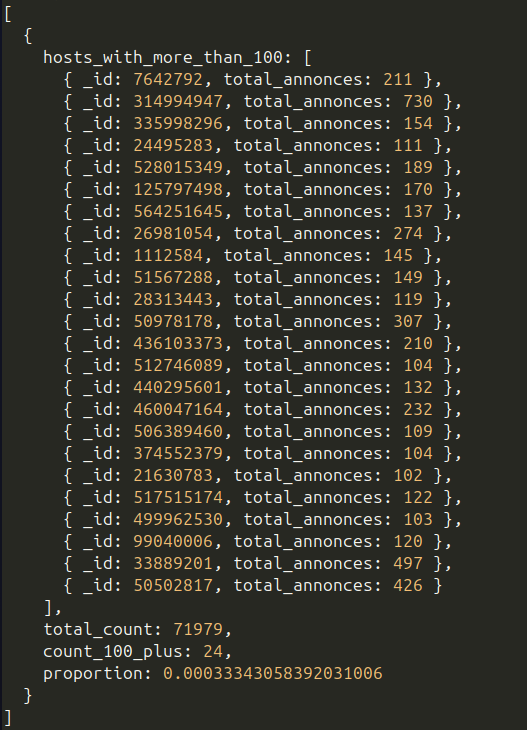 [
  {
    hosts_with_more_than_100: [
      { _id: 7642792, total_annonces: 211 },
      { _id: 314994947, total_annonces: 730 },
      { _id: 335998296, total_annonces: 154 },
      { _id: 24495283, total_annonces: 111 },
      { _id: 528015349, total_annonces: 189 },
      { _id: 125797498, total_annonces: 170 },
      { _id: 564251645, total_annonces: 137 },
      { _id: 26981054, total_annonces: 274 },
      { _id: 1112584, total_annonces: 145 },
      { _id: 51567288, total_annonces: 149 },
      { _id: 28313443, total_annonces: 119 },
      { _id: 50978178, total_annonces: 307 },
      { _id: 436103373, total_annonces: 210 },
      { _id: 512746089, total_annonces: 104 },
      { _id: 440295601, total_annonces: 132 },
      { _id: 460047164, total_annonces: 232 },
      { _id: 506389460, total_annonces: 109 },
      { _id: 374552379, total_annonces: 104 },
      { _id: 21630783, total_annonces: 102 },
      { _id: 517515174, total_annonces: 122 },
      { _id: 499962530, total_annonces: 103 },
      { _id: 99040006, total_annonces: 120 },
      { _id: 33889201, total_annonces: 497 },
      { _id: 50502817, total_annonces: 426 }
    ],
    total_count: 71979,
    count_100_plus: 24,
    proportion: 0.00033343058392031006
  }
]